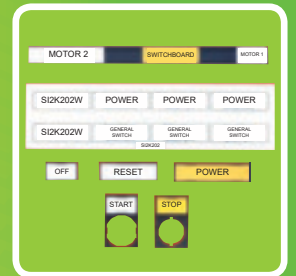 MOTOR 2 SWITCHBOARD MOTOR 1
SI2K202W POWER POWER POWER
SI2K202W GENERAL SWITCH GENERAL SWITCH GENERAL SWITCH
SI2K202
OFF RESET POWER
START STOP